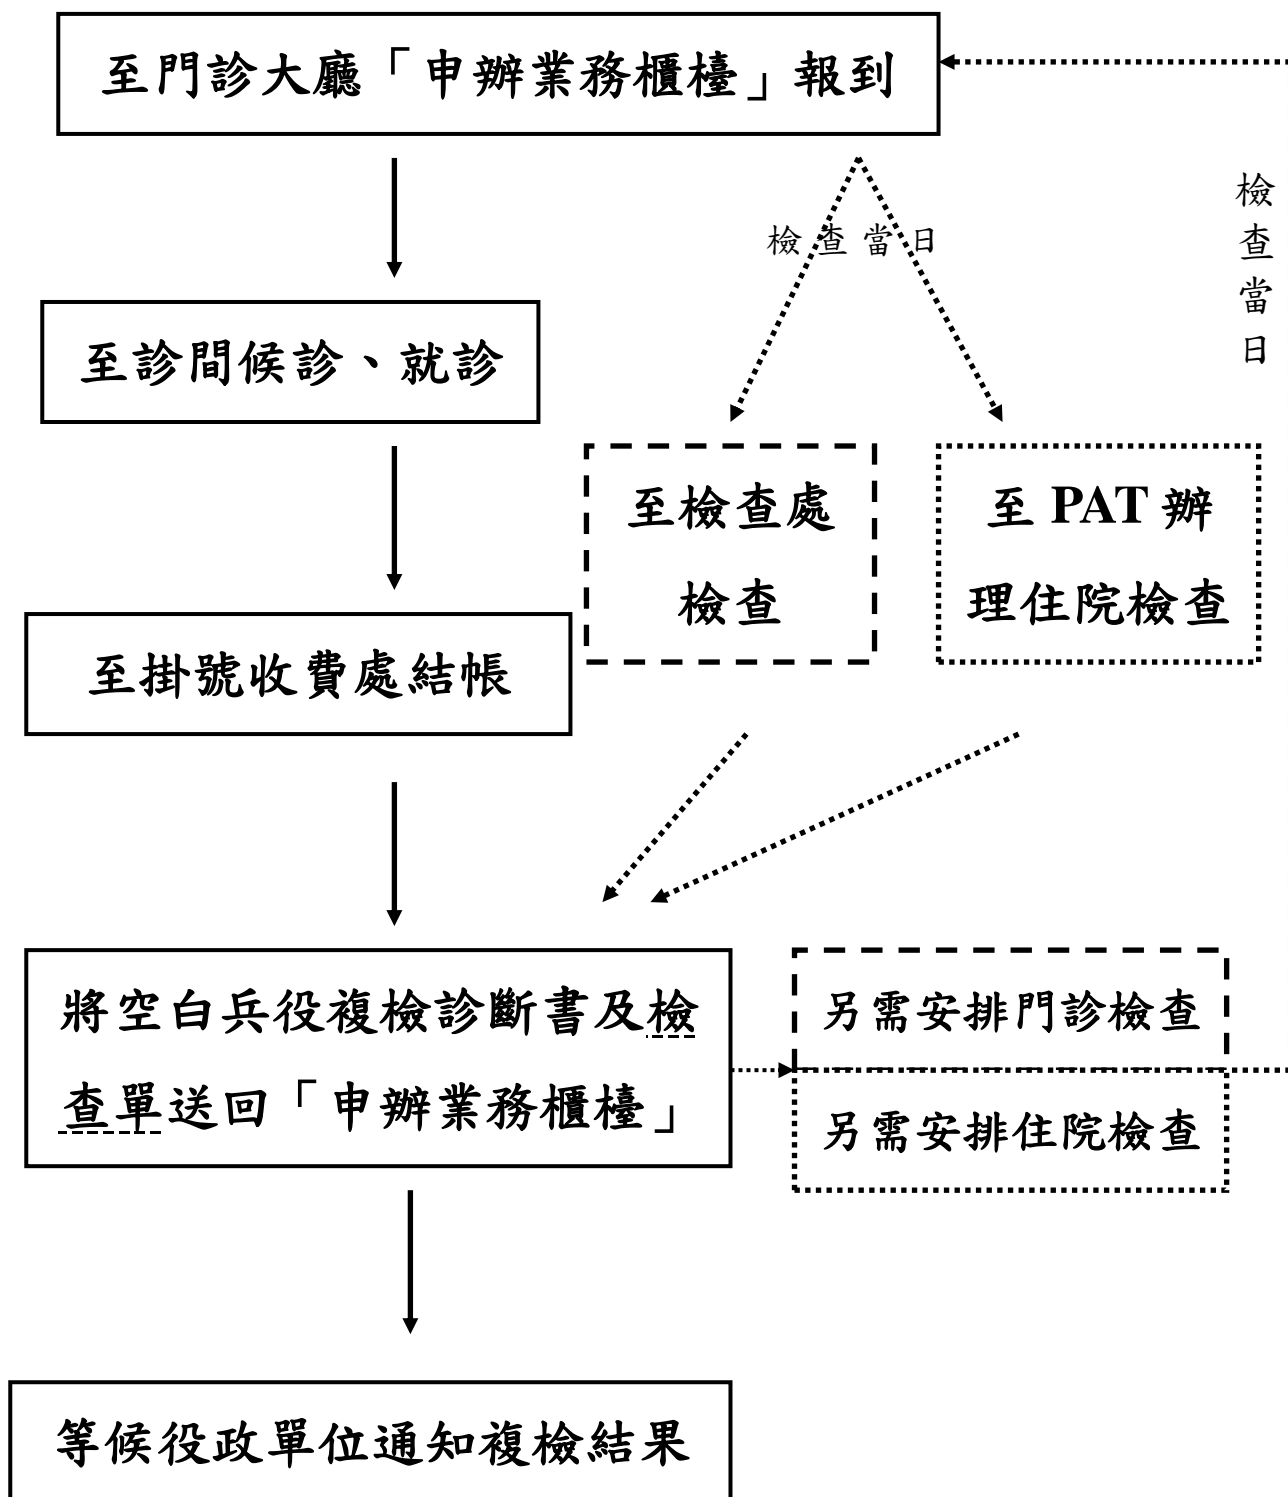 至門診大廳「申辦業務櫃檯」報到
檢查當日
檢
查
當
日
至診間候診、就診
至檢查處
檢查
至 PAT 辦
理住院檢查
至掛號收費處結帳
將空白兵役複檢診斷書及檢
查單送回「申辦業務櫃檯」
另需安排門診檢查
另需安排住院檢查
等候役政單位通知複檢結果